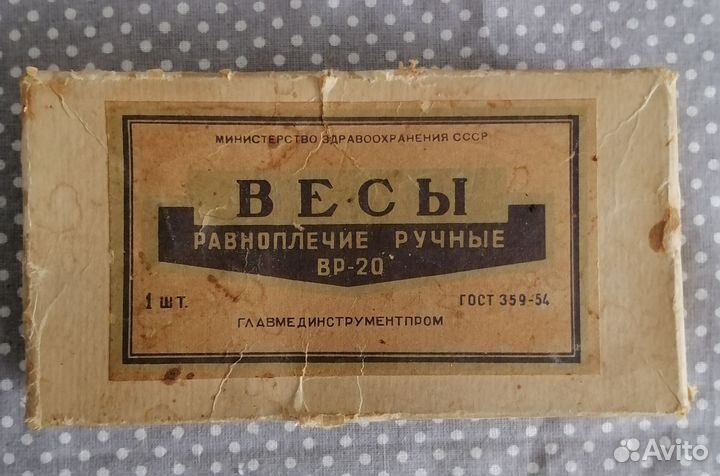 МИНИСТЕРСТВО ЗДРАВООХРАНЕНИЯ СССР
ВЕСЫ
РАВНОПЛЕЧИЕ РУЧНЫЕ
ВР-20
1 шт. ГОСТ 359-54
ГЛАВМЕДИНСТРУМЕНТПРОМ
Avito